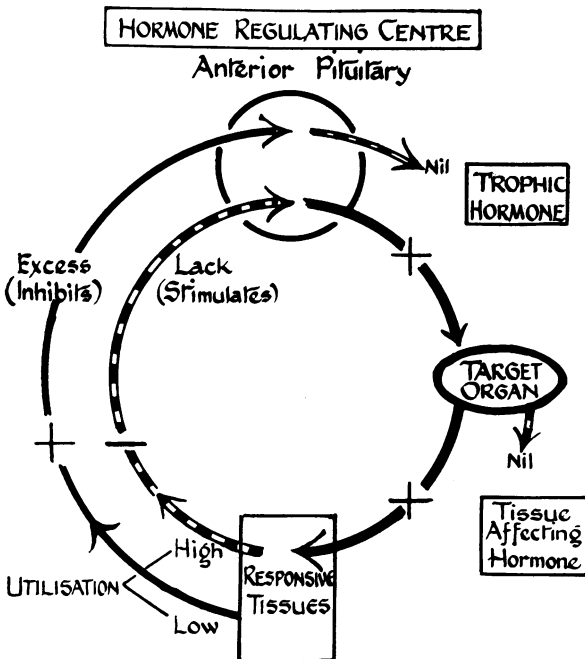 HORMONE REGULATING CENTRE
Anterior Pituitary
Nil
TROPHIC
HORMONE
Excess
(Inhibits)
Lack
(Stimulates)
TARGET
ORGAN
Nil
Tissue
Affecting
Hormone
High
UTILISATION
Low
RESPONSIVE
TISSUES